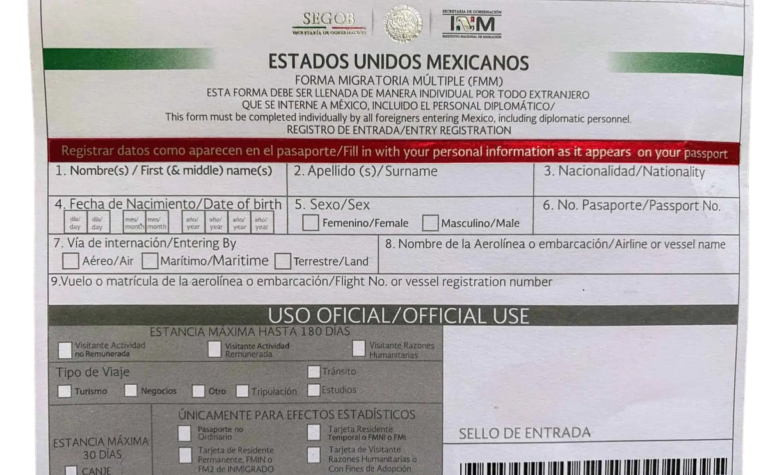 SEGOB
SECRETARÍA DE GOBERNACIÓN
SECRETARÍA DE GOBERNACIÓN
INM
INSTITUTO NACIONAL DE MIGRACIÓN
ESTADOS UNIDOS MEXICANOS
FORMA MIGRATORIA MÚLTIPLE (FMM)
ESTA FORMA DEBE SER LLENADA DE MANERA INDIVIDUAL POR TODO EXTRANJERO
QUE SE INTERNE A MÉXICO, INCLUIDO EL PERSONAL DIPLOMÁTICO/
This form must be completed individually by all foreigners entering Mexico, including diplomatic personnel.
REGISTRO DE ENTRADA/ENTRY REGISTRATION
Registrar datos como aparecen en el pasaporte/Fill in with your personal information as it appears on your passport
1. Nombre(s) / First (& middle) name(s) 2. Apellido (s)/Surname 3. Nacionalidad/Nationality
4. Fecha de Nacimiento/Date of birth 5. Sexo/Sex 6. No. Pasaporte/Passport No.
día/ día/ mes/ mes/ año/ año/ año/ año/
day day month month year year year year
Femenino/Female Masculino/Male
7. Vía de internación/Entering By 8. Nombre de la Aerolínea o embarcación/Airline or vessel name
Aéreo/Air Marítimo/Maritime Terrestre/Land
9.Vuelo o matrícula de la aerolínea o embarcación/Flight No. or vessel registration number
USO OFICIAL/OFFICIAL USE
ESTANCIA MÁXIMA HASTA 180 DÍAS
Visitante Actividad no Remunerada
Visitante Actividad Remunerada
Visitante Razones Humanitarias
Tipo de Viaje Tránsito
Turismo Negocios Otro Tripulación Estudios
ÚNICAMENTE PARA EFECTOS ESTADÍSTICOS
Pasaporte no Ordinario
Tarjeta Residente Temporal o FMNI o FMI
SELLO DE ENTRADA
ESTANCIA MÁXIMA
30 DÍAS
CANJE
Tarjeta de Residente Permanente, FMIN o FM2 de INMIGRADO
Tarjeta de Visitante Razones Humanitarias o Con Fines de Adopción